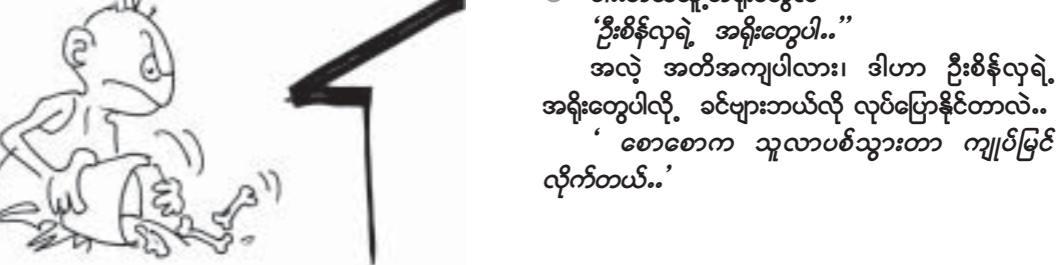 'ဦးစိန်လှရဲ့ အရိုးတွေပါ..''
အလဲ့ အတိအကျပါလား၊ ဒါဟာ ဦးစိန်လှရဲ့
အရိုးတွေပါလို့ ခင်ဗျားဘယ်လို လုပ်ပြောနိုင်တာလဲ..
' စောစောက သူလာပစ်သွားတာ ကျုပ်မြင်
လိုက်တယ်..'